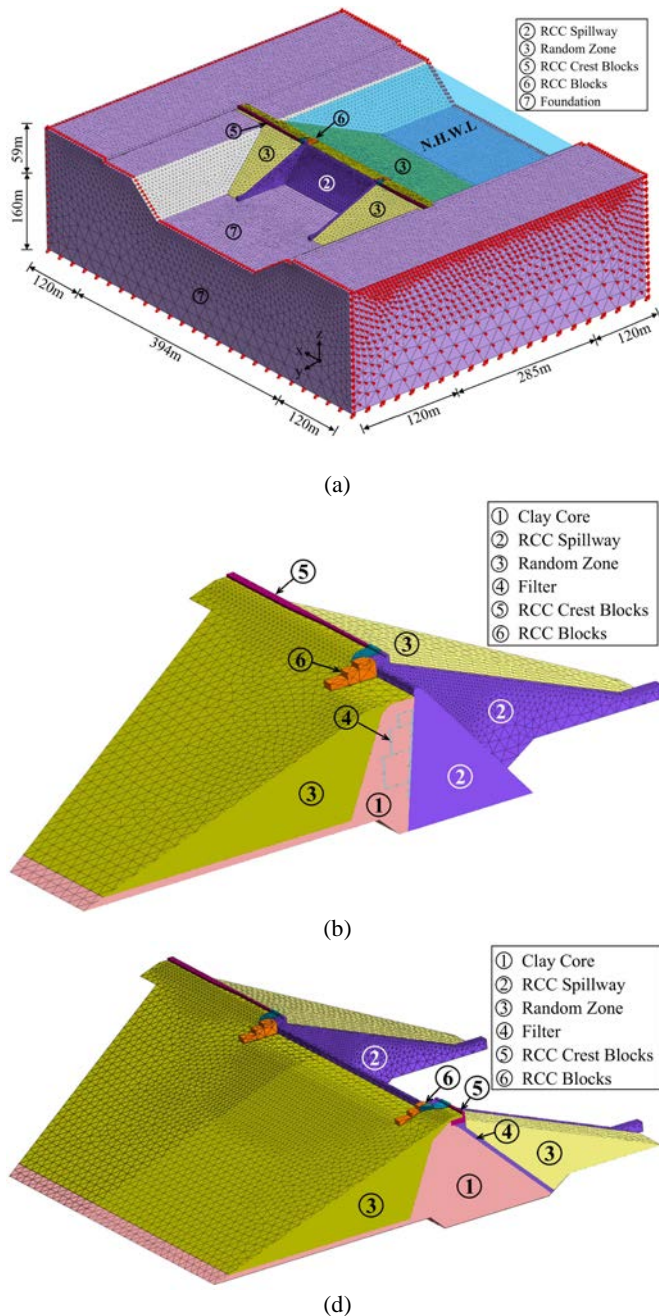 ② RCC Spillway
③ Random Zone
⑤ RCC Crest Blocks
⑥ RCC Blocks
⑦ Foundation
N.H.W.L
⑤
⑥
③
③
②
③
⑦
⑦
59m
160m
x
y
z
120m
394m
120m
120m
285m
120m
(a)
① Clay Core
② RCC Spillway
③ Random Zone
④ Filter
⑤ RCC Crest Blocks
⑥ RCC Blocks
⑤
③
⑥
④
②
③
①
②
(b)
① Clay Core
② RCC Spillway
③ Random Zone
④ Filter
⑤ RCC Crest Blocks
⑥ RCC Blocks
②
⑥
⑤
④
③
①
③
(d)